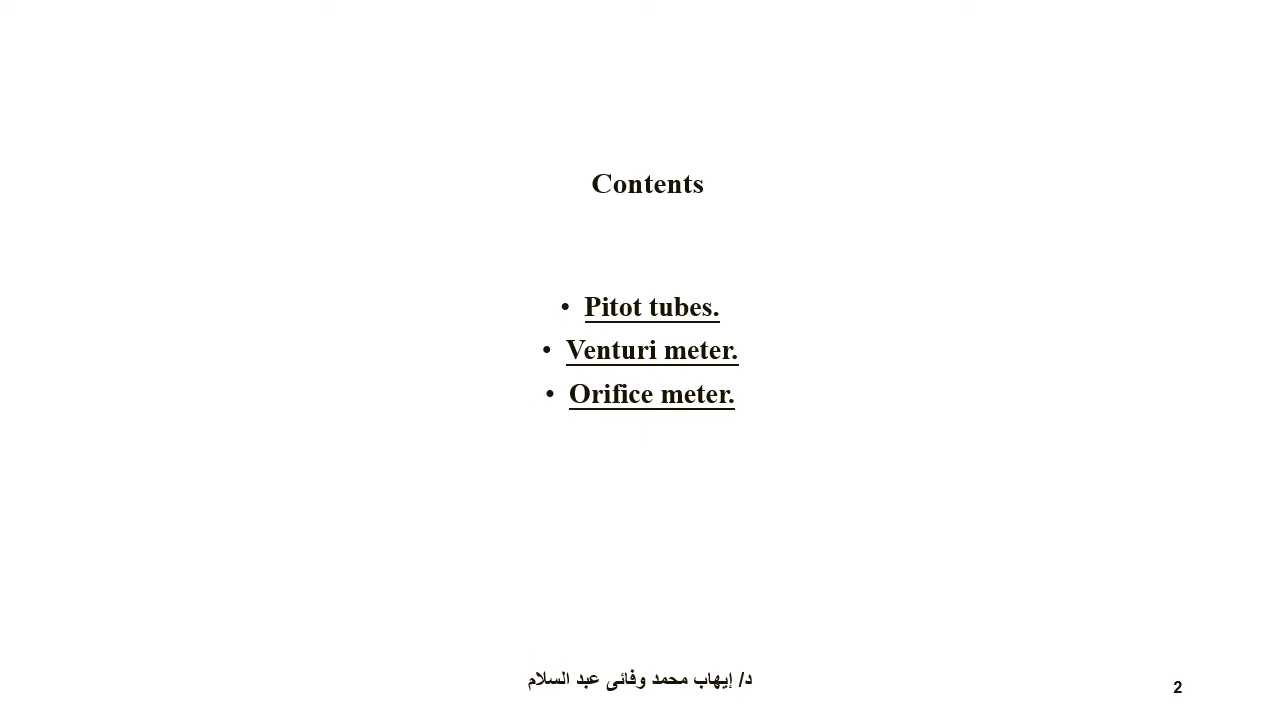 Contents
• Pitot tubes.
• Venturi meter.
• Orifice meter.
د/ إيهاب محمد وفائى عبد السلام
2